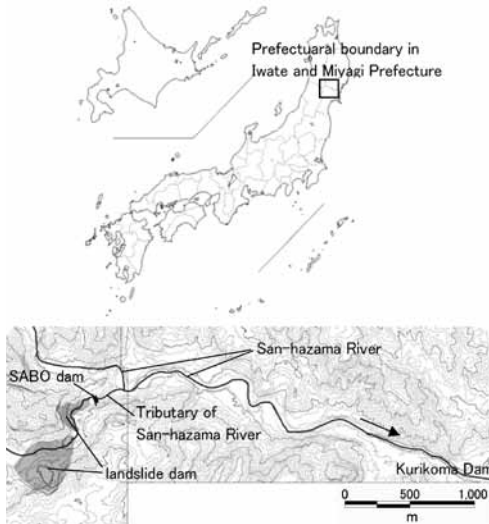 Prefectuaral boundary in
Iwate and Miyagi Prefecture
San-hazama River
SABO dam
Tributary of
San-hazama River
landslide dam
Kurikoma Dam
0 500 1,000
m